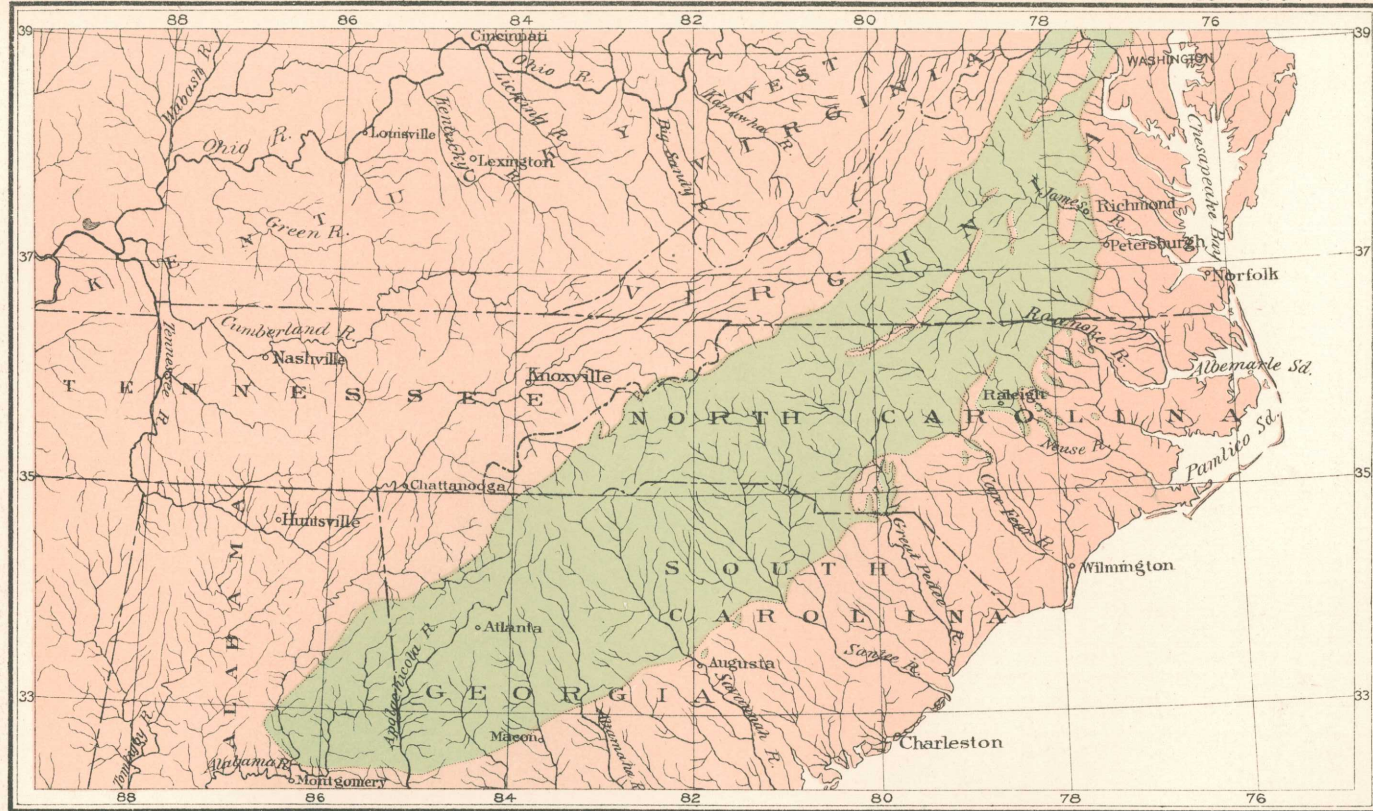 88 86 84 82 80 78 76
39
39
Cincinnati
WASHINGTON
Wabash R.
Ohio R.
Licking R.
Kentucky
Kanawha R.
WEST VIRGINIA
Big Sandy R.
Chesapeake Bay
Louisville
Ohio R.
Lexington
KENTUCKY
Green R.
James R.
Richmond
Petersburgh
37
37
Norfolk
VIRGINIA
Roanoke R.
Cumberland R.
Nashville
Tennessee R.
Knoxville
TENNESSEE
Albemarle Sd.
Raleigh
NORTH CAROLINA
Neuse R.
Pamlico Sd.
35
35
Chattanooga
Huntsville
Cape Fear R.
Great Pedee R.
Wilmington
SOUTH
CAROLINA
ALABAMA
Atlanta
Apalachicola R.
Santee R.
Augusta
Savannah R.
GEORGIA
33
33
Macon
Altamaha R.
Charleston
Tombigby R.
Alabama R.
Montgomery
88 86 84 82 80 78 76